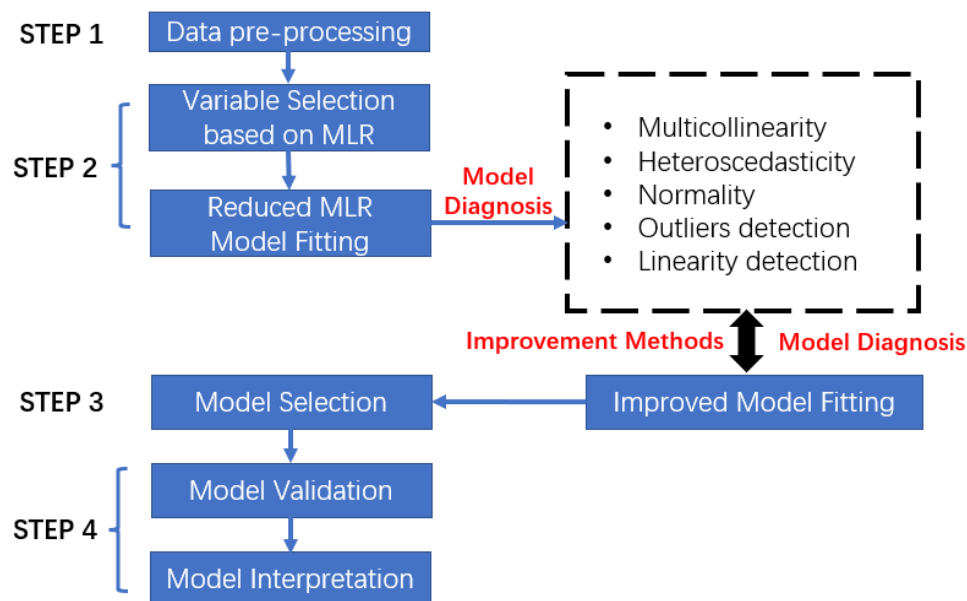 STEP 1
Data pre-processing
STEP 2
Variable Selection
based on MLR
Reduced MLR
Model Fitting
Model
Diagnosis
• Multicollinearity
• Heteroscedasticity
• Normality
• Outliers detection
• Linearity detection
Improvement Methods
Model Diagnosis
STEP 3
Model Selection
Improved Model Fitting
STEP 4
Model Validation
Model Interpretation